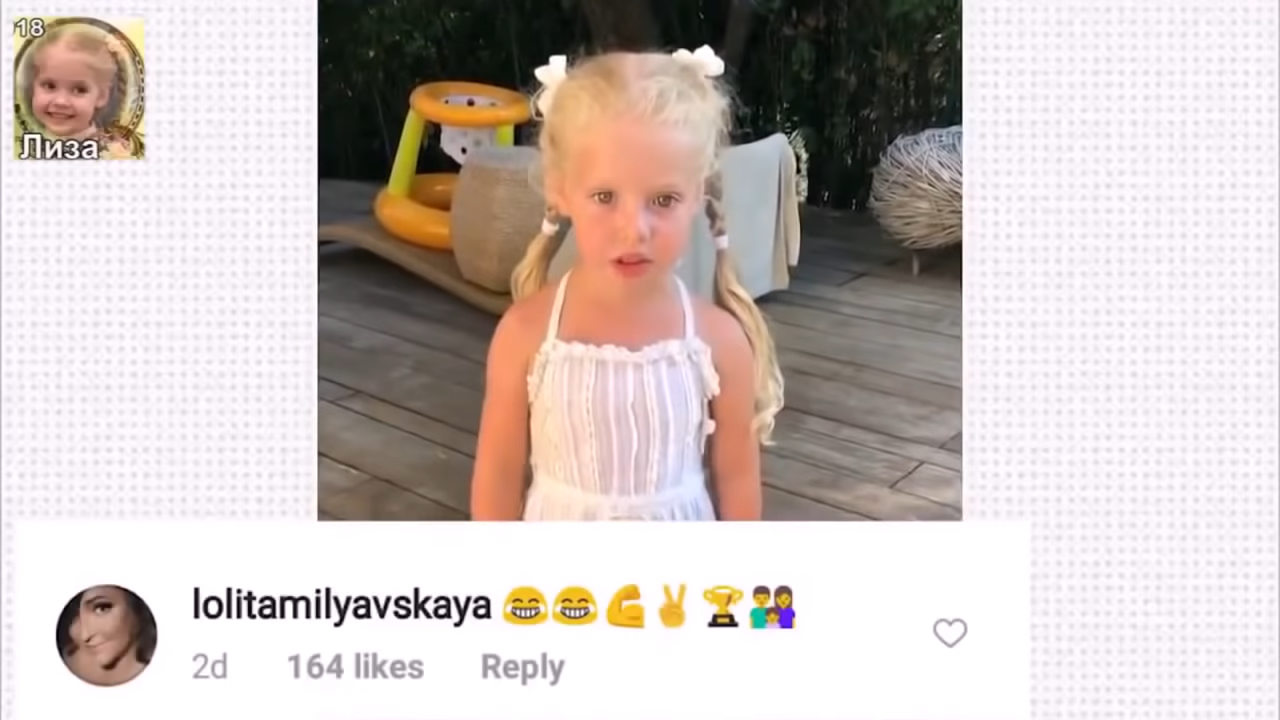 18
Лиза
lolitamilyavskaya 😂😂💪✌🏆👨‍👩‍👧
2d 164 likes Reply